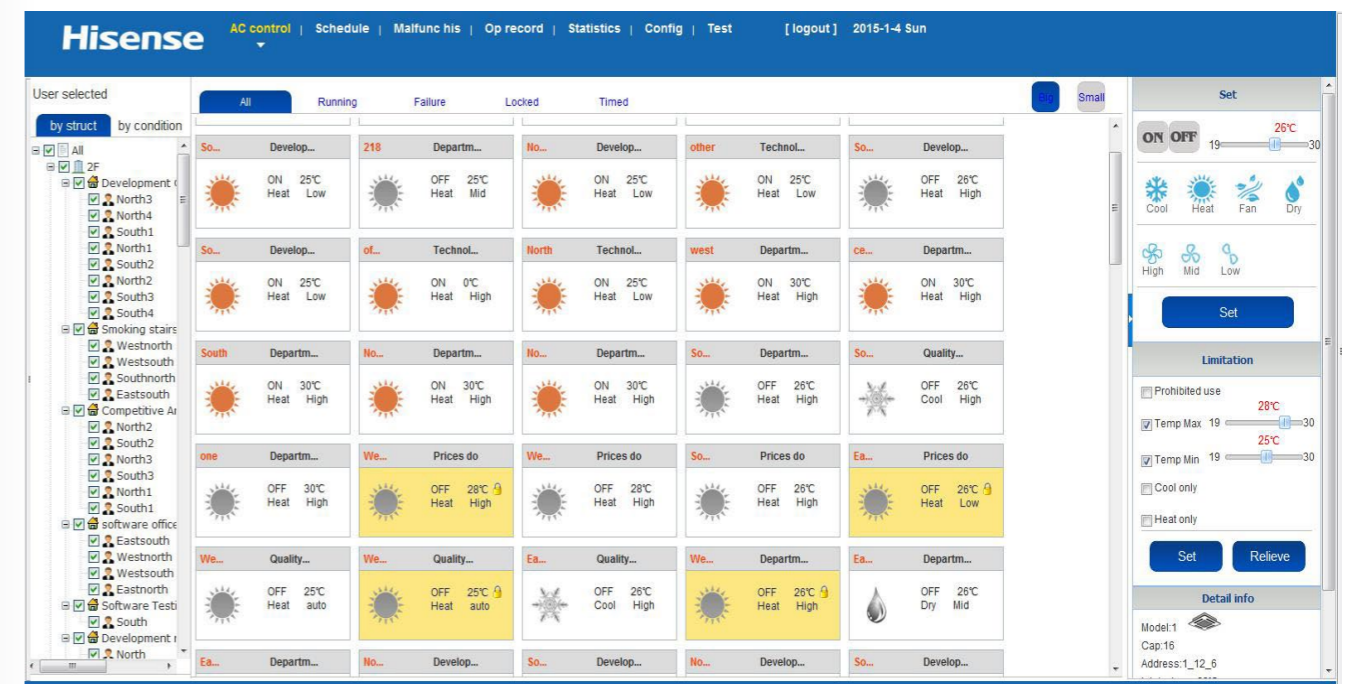 Hisense
AC control | Schedule | Malfunc his | Op record | Statistics | Config | Test [ logout ] 2015-1-4 Sun
User selected
by struct by condition
All
2F
Development
North3
North4
South1
North1
South2
North2
South3
South4
Smoking stairs
Westnorth
Westsouth
Southnorth
Eastsouth
Competitive Ar
North2
South2
North3
South3
North1
South1
software office
Eastsouth
Westnorth
Westsouth
Eastnorth
Software Testi
South
Development
North
All Running Failure Locked Timed Big Small
So... Develop... 218 Departm... No... Develop... other Technol... So... Develop...
ON 25℃ OFF 25℃ ON 25℃ ON 25℃ OFF 26℃
Heat Low Heat Mid Heat Low Heat Low Heat High
So... Develop... of... Technol... North Technol... west Departm... ce... Departm...
ON 25℃ ON 0℃ ON 25℃ ON 30℃ ON 30℃
Heat Low Heat High Heat Low Heat High Heat High
South Departm... No... Departm... No... Departm... So... Departm... So... Quality...
ON 30℃ ON 30℃ ON 30℃ OFF 26℃ OFF 26℃
Heat High Heat High Heat High Heat High Cool High
one Departm... We... Prices do We... Prices do So... Prices do Ea... Prices do
OFF 30℃ OFF 28℃ OFF 28℃ OFF 26℃ OFF 26℃
Heat High Heat High Heat High Heat High Heat Low
We... Quality... We... Quality... Ea... Quality... We... Departm... Ea... Departm...
OFF 25℃ OFF 25℃ OFF 26℃ OFF 26℃ OFF 26℃
Heat auto Heat auto Cool High Heat High Dry Mid
Ea... Departm... No... Develop... So... Develop... No... Develop... So... Develop...
Set
26℃
ON OFF 19 30
Cool Heat Fan Dry
High Mid Low
Set
Limitation
Prohibited use
28℃
Temp Max 19 30
25℃
Temp Min 19 30
Cool only
Heat only
Set Relieve
Detail info
Model:1
Cap:16
Address:1_12_6